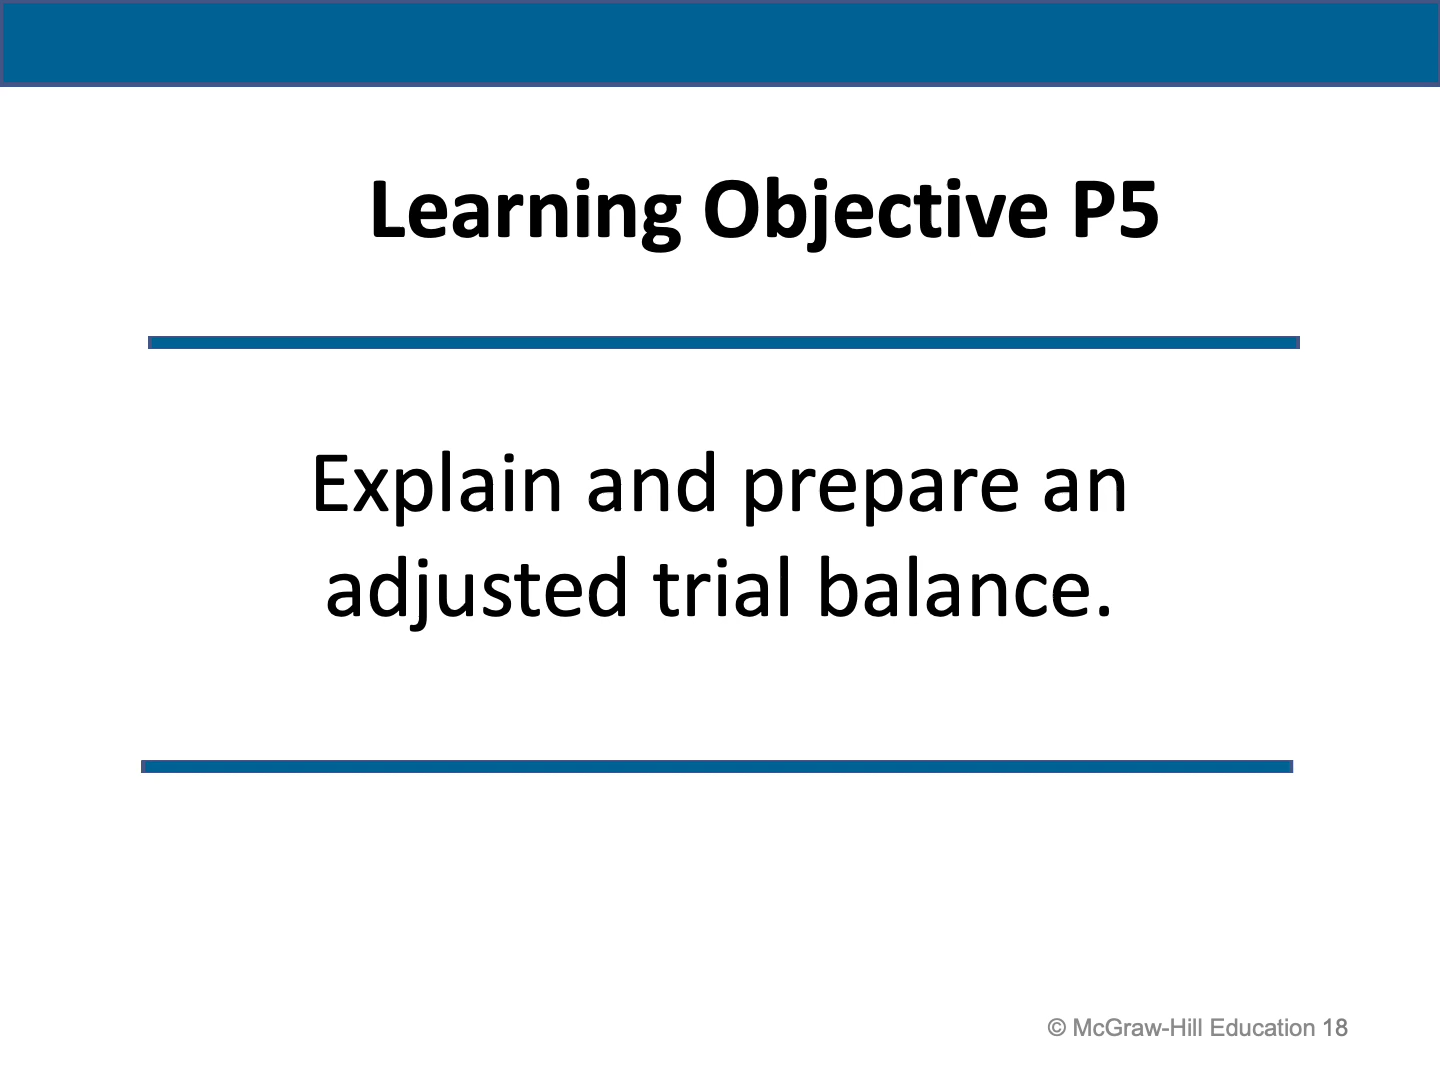 Learning Objective P5
Explain and prepare an
adjusted trial balance.
© McGraw-Hill Education 18